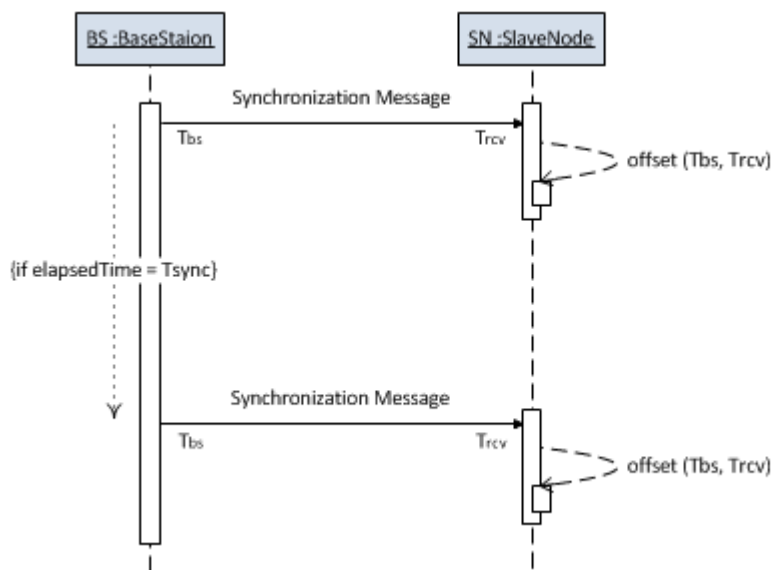 BS :BaseStaion
SN :SlaveNode
Synchronization Message
Tbs
Trcv
offset (Tbs, Trcv)
{if elapsedTime = Tsync}
Synchronization Message
Tbs
Trcv
offset (Tbs, Trcv)